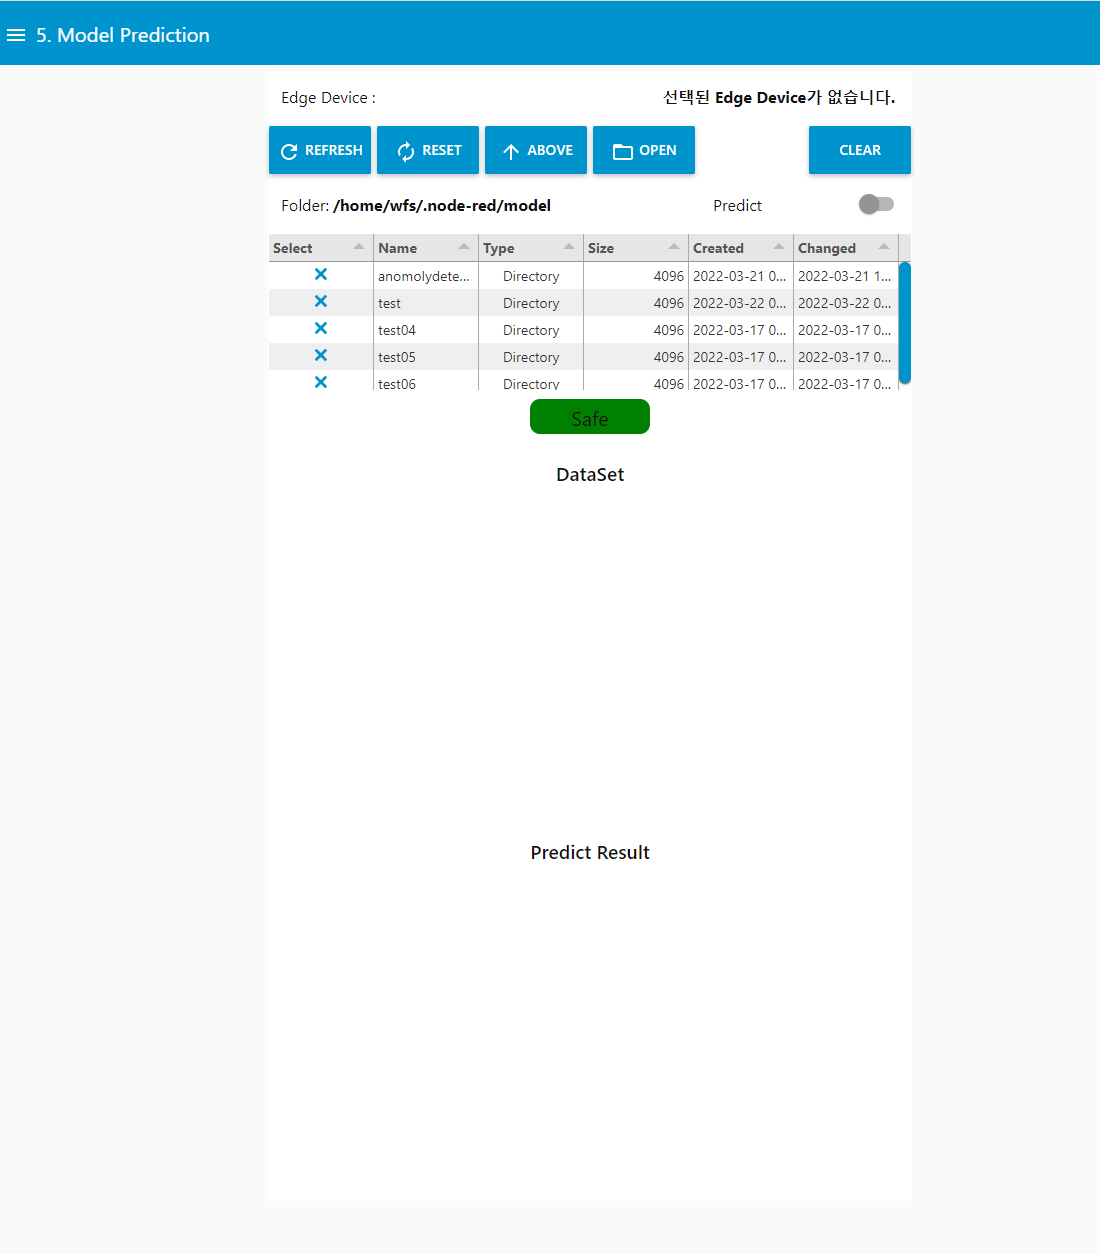 5. Model Prediction
Edge Device : 선택된 Edge Device가 없습니다.
REFRESH RESET ABOVE OPEN CLEAR
Folder: /home/wfs/.node-red/model Predict
Select Name Type Size Created Changed
anomolydete... Directory 4096 2022-03-21 0... 2022-03-21 1...
test Directory 4096 2022-03-22 0... 2022-03-22 0...
test04 Directory 4096 2022-03-17 0... 2022-03-17 0...
test05 Directory 4096 2022-03-17 0... 2022-03-17 0...
test06 Directory 4096 2022-03-17 0... 2022-03-17 0...
Safe
DataSet
Predict Result